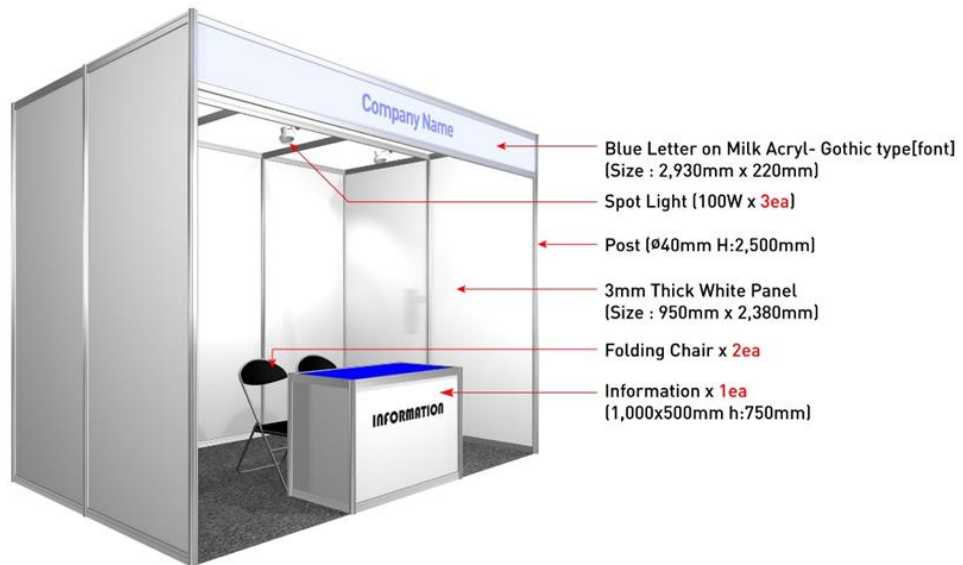 Company Name
Blue Letter on Milk Acryl- Gothic type[font]
(Size : 2,930mm x 220mm)
Spot Light (100W x 3ea)
Post (Ø40mm H:2,500mm)
3mm Thick White Panel
(Size : 950mm x 2,380mm)
Folding Chair x 2ea
Information x 1ea
(1,000x500mm h:750mm)
INFORMATION